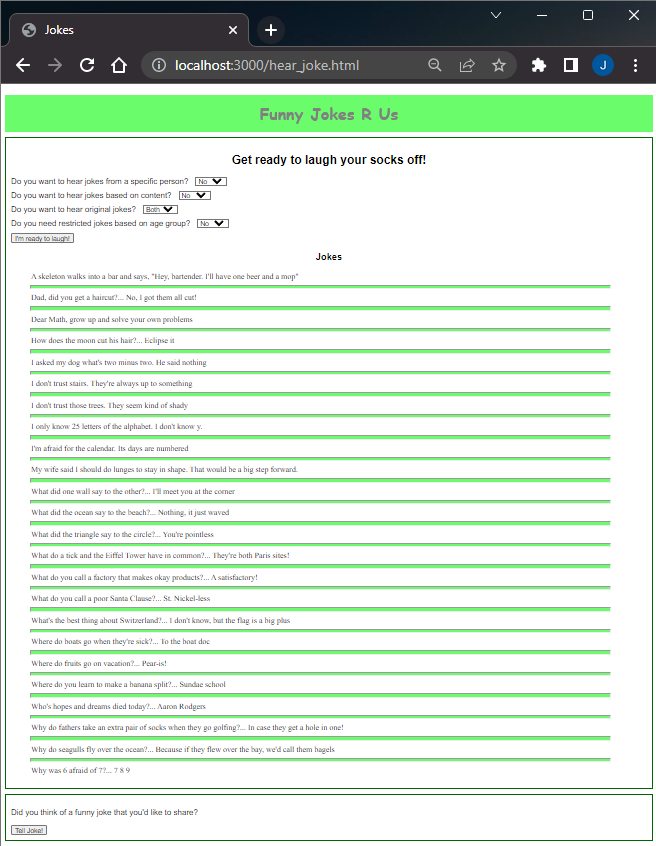 Jokes
localhost:3000/hear_joke.html
J
Funny Jokes R Us
Get ready to laugh your socks off!
Do you want to hear jokes from a specific person? No
Do you want to hear jokes based on content? No
Do you want to hear original jokes? Both
Do you need restricted jokes based on age group? No
I'm ready to laugh!
Jokes
A skeleton walks into a bar and says, "Hey, bartender. I'll have one beer and a mop"
Dad, did you get a haircut?... No, I got them all cut!
Dear Math, grow up and solve your own problems
How does the moon cut his hair?... Eclipse it
I asked my dog what's two minus two. He said nothing
I don't trust stairs. They're always up to something
I don't trust those trees. They seem kind of shady
I only know 25 letters of the alphabet. I don't know y.
I'm afraid for the calendar. Its days are numbered
My wife said I should do lunges to stay in shape. That would be a big step forward.
What did one wall say to the other?... I'll meet you at the corner
What did the ocean say to the beach?... Nothing, it just waved
What did the triangle say to the circle?... You're pointless
What do a tick and the Eiffel Tower have in common?... They're both Paris sites!
What do you call a factory that makes okay products?... A satisfactory!
What do you call a poor Santa Clause?... St. Nickel-less
What's the best thing about Switzerland?... I don't know, but the flag is a big plus
Where do boats go when they're sick?... To the boat doc
Where do fruits go on vacation?... Pear-is!
Where do you learn to make a banana split?... Sundae school
Who's hopes and dreams died today?... Aaron Rodgers
Why do fathers take an extra pair of socks when they go golfing?... In case they get a hole in one!
Why do seagulls fly over the ocean?... Because if they flew over the bay, we'd call them bagels
Why was 6 afraid of 7?... 7 8 9
Did you think of a funny joke that you'd like to share?
Tell Joke!